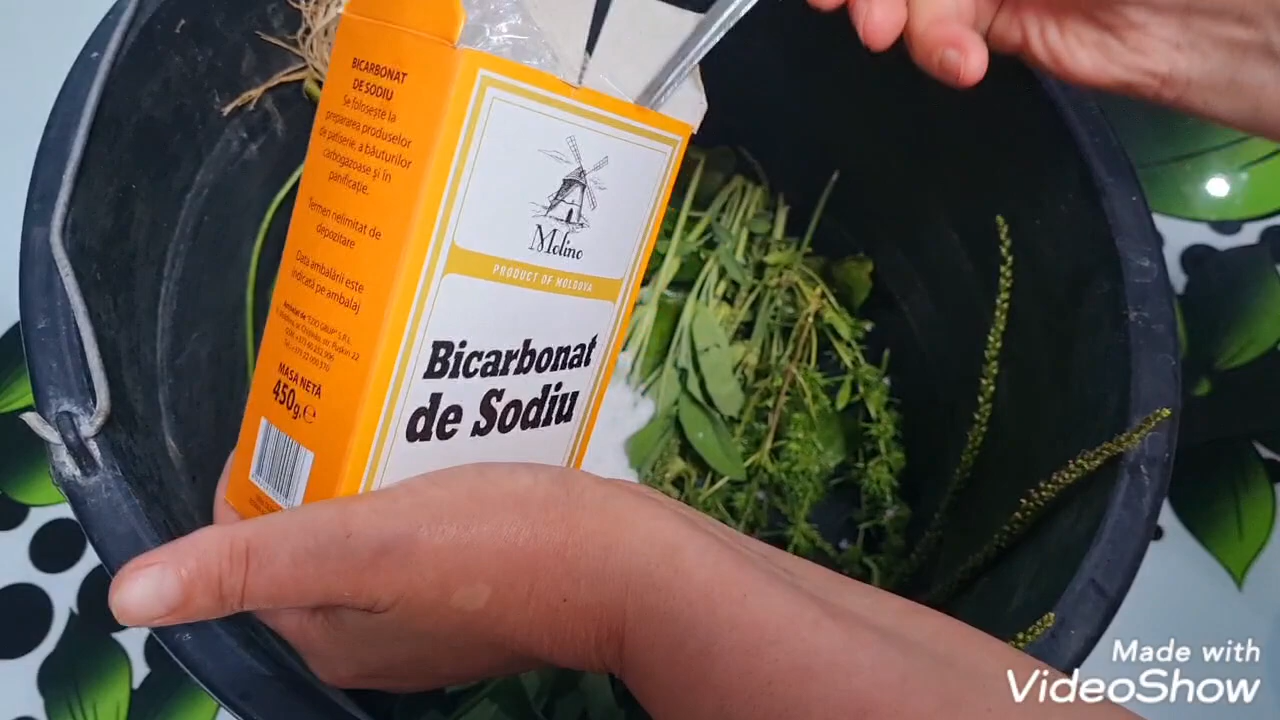 BICARBONAT
DE SODIU
Se folosește la
prepararea produselor
de patiserie, a băuturilor
carbogazoase și în
panificație.
Termen nelimitat de
depozitare
Data ambalării este
indicată pe ambalaj
MASA NETĂ
450g. e
Molino
PRODUCT OF MOLDOVA
Bicarbonat
de Sodiu
Made with
VideoShow